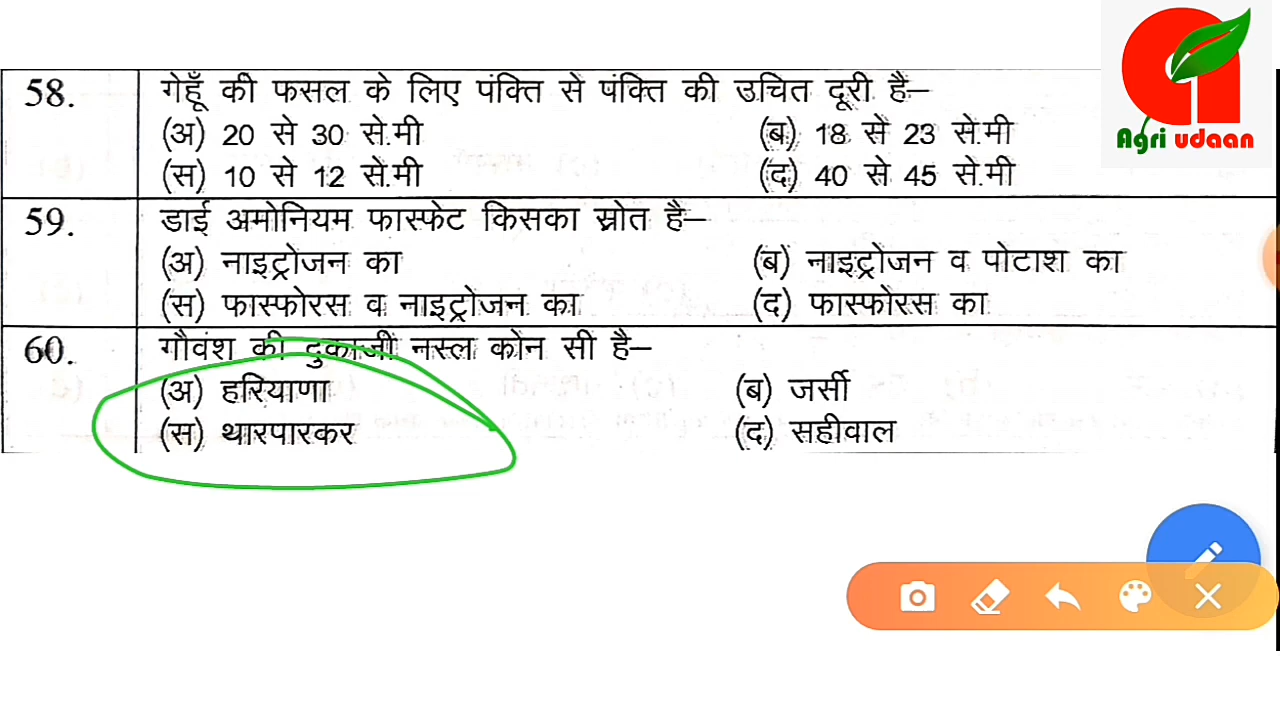 Agri udaan
58. गेहूँ की फसल के लिए पंक्ति से पंक्ति की उचित दूरी है–
(अ) 20 से 30 से.मी (ब) 18 से 23 से.मी
(स) 10 से 12 से.मी (द) 40 से 45 से.मी
59. डाई अमोनियम फास्फेट किसका स्रोत है–
(अ) नाइट्रोजन का (ब) नाइट्रोजन व पोटाश का
(स) फास्फोरस व नाइट्रोजन का (द) फास्फोरस का
60. गौवंश की दुकाजी नस्ल कोन सी है–
(अ) हरियाणा (ब) जर्सी
(स) थारपारकर (द) सहीवाल